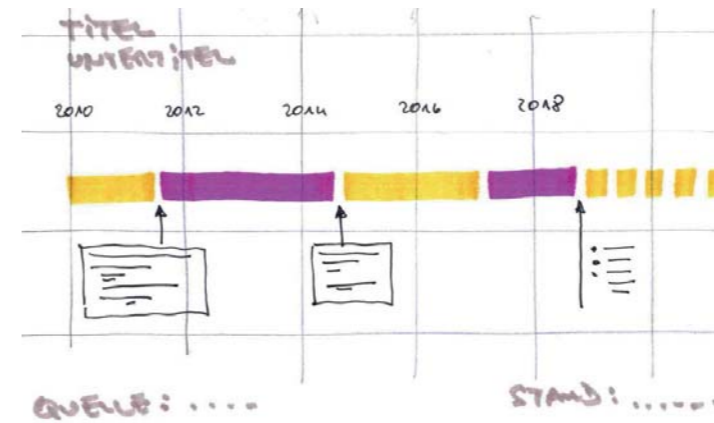 TITEL
UNTERTITEL
2010 2012 2014 2016 2018
QUELLE: ..... STAND: ......